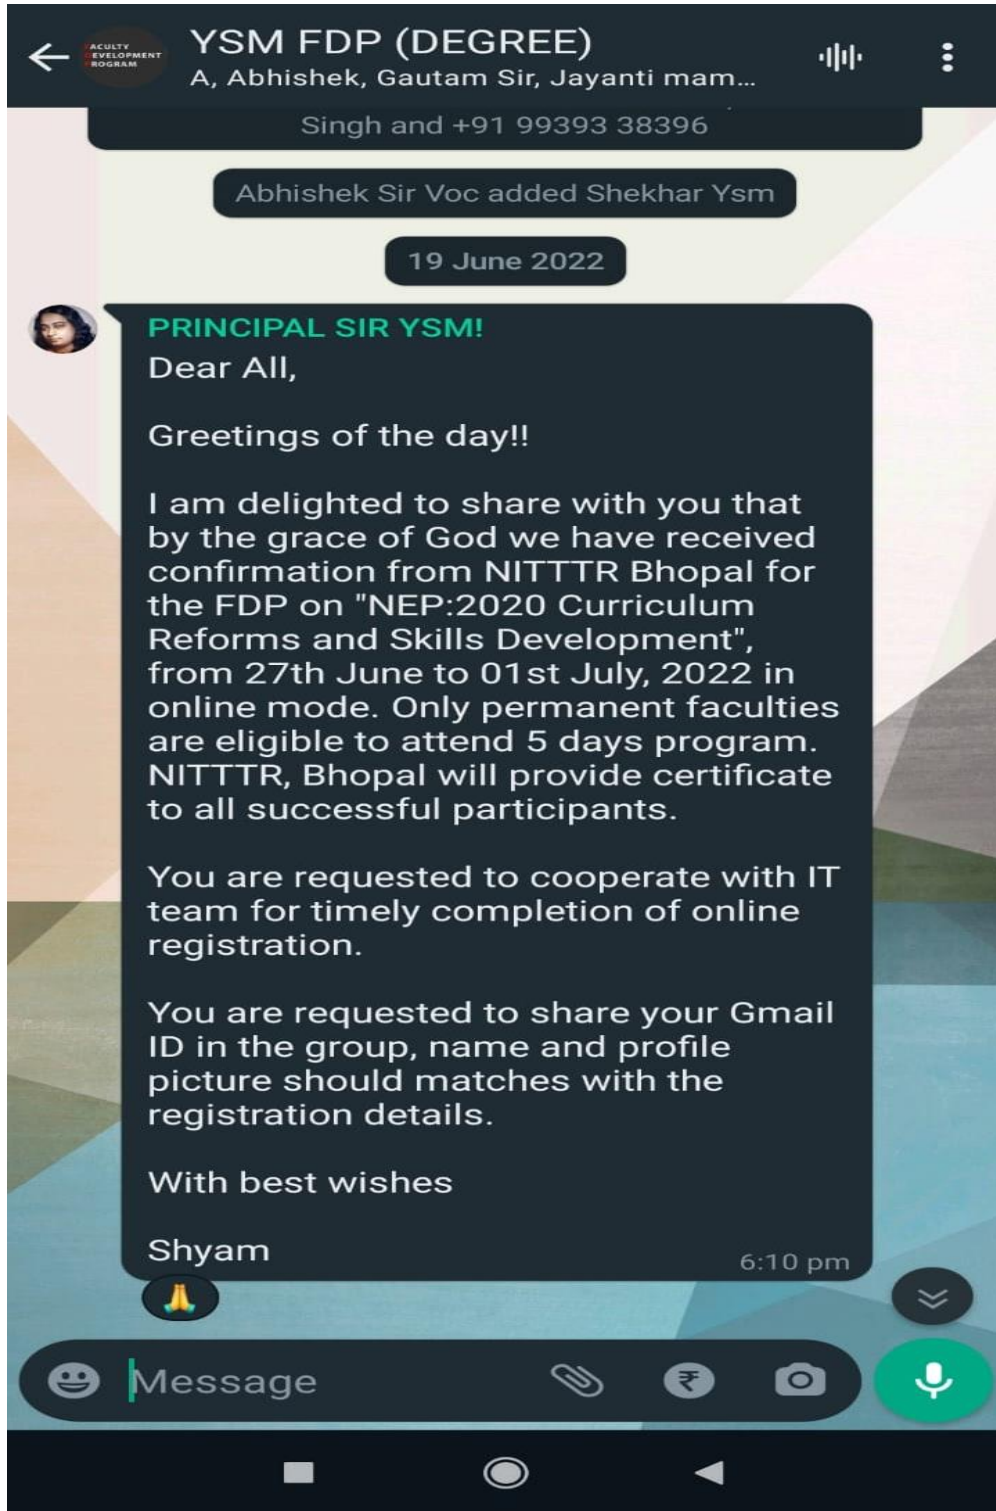 YSM FDP (DEGREE)
FACULTY
DEVELOPMENT
PROGRAM
A, Abhishek, Gautam Sir, Jayanti mam...
Singh and +91 99393 38396
Abhishek Sir Voc added Shekhar Ysm
19 June 2022
PRINCIPAL SIR YSM!
Dear All,
Greetings of the day!!
I am delighted to share with you that
by the grace of God we have received
confirmation from NITTTR Bhopal for
the FDP on "NEP:2020 Curriculum
Reforms and Skills Development",
from 27th June to 01st July, 2022 in
online mode. Only permanent faculties
are eligible to attend 5 days program.
NITTTR, Bhopal will provide certificate
to all successful participants.
You are requested to cooperate with IT
team for timely completion of online
registration.
You are requested to share your Gmail
ID in the group, name and profile
picture should matches with the
registration details.
With best wishes
Shyam
6:10 pm
Message